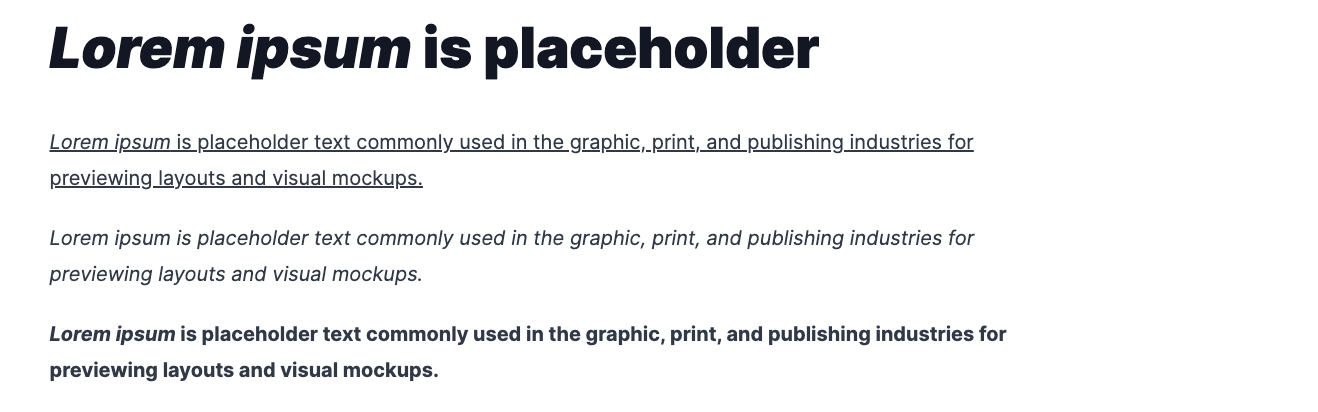 Lorem ipsum is placeholder
Lorem ipsum is placeholder text commonly used in the graphic, print, and publishing industries for
previewing layouts and visual mockups.
Lorem ipsum is placeholder text commonly used in the graphic, print, and publishing industries for
previewing layouts and visual mockups.
Lorem ipsum is placeholder text commonly used in the graphic, print, and publishing industries for
previewing layouts and visual mockups.